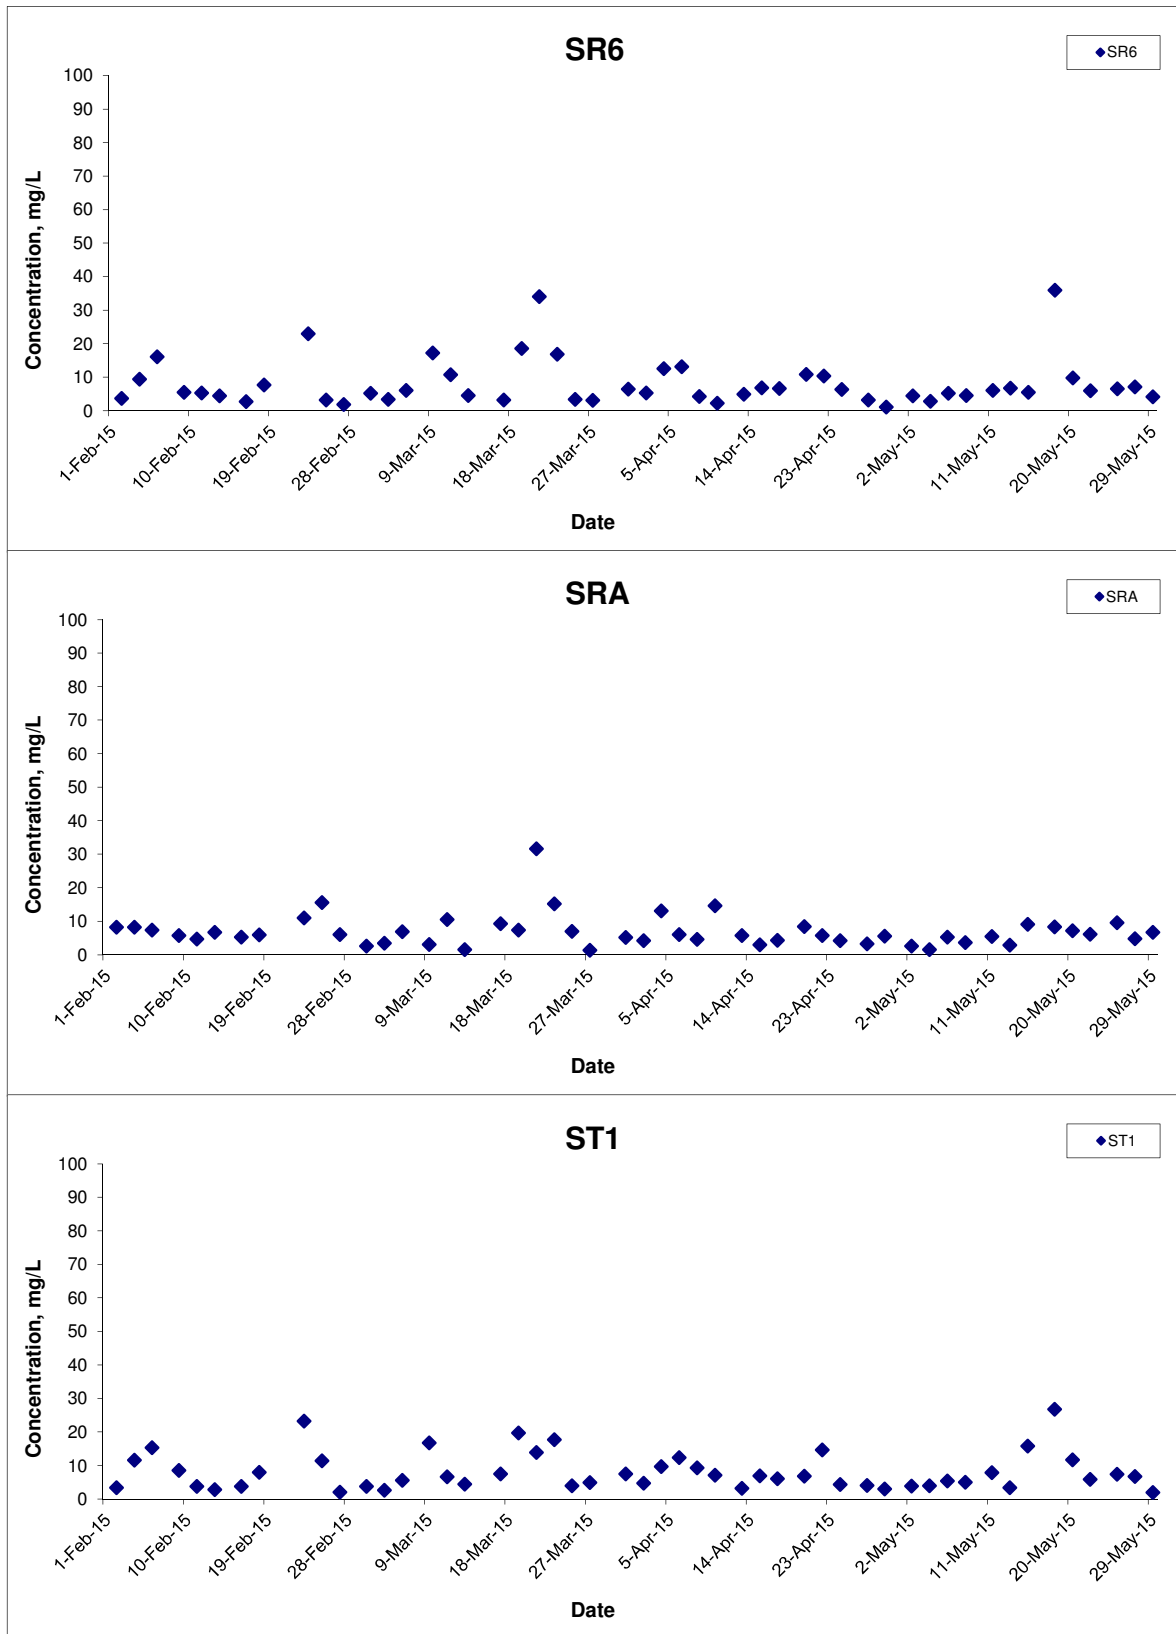 SR6
SR6
100
90
80
70
60
50
40
30
20
10
0
Concentration, mg/L
1-Feb-15
10-Feb-15
19-Feb-15
28-Feb-15
9-Mar-15
18-Mar-15
27-Mar-15
5-Apr-15
14-Apr-15
23-Apr-15
2-May-15
11-May-15
20-May-15
29-May-15
Date
SRA
SRA
100
90
80
70
60
50
40
30
20
10
0
Concentration, mg/L
1-Feb-15
10-Feb-15
19-Feb-15
28-Feb-15
9-Mar-15
18-Mar-15
27-Mar-15
5-Apr-15
14-Apr-15
23-Apr-15
2-May-15
11-May-15
20-May-15
29-May-15
Date
ST1
ST1
100
90
80
70
60
50
40
30
20
10
0
Concentration, mg/L
1-Feb-15
10-Feb-15
19-Feb-15
28-Feb-15
9-Mar-15
18-Mar-15
27-Mar-15
5-Apr-15
14-Apr-15
23-Apr-15
2-May-15
11-May-15
20-May-15
29-May-15
Date